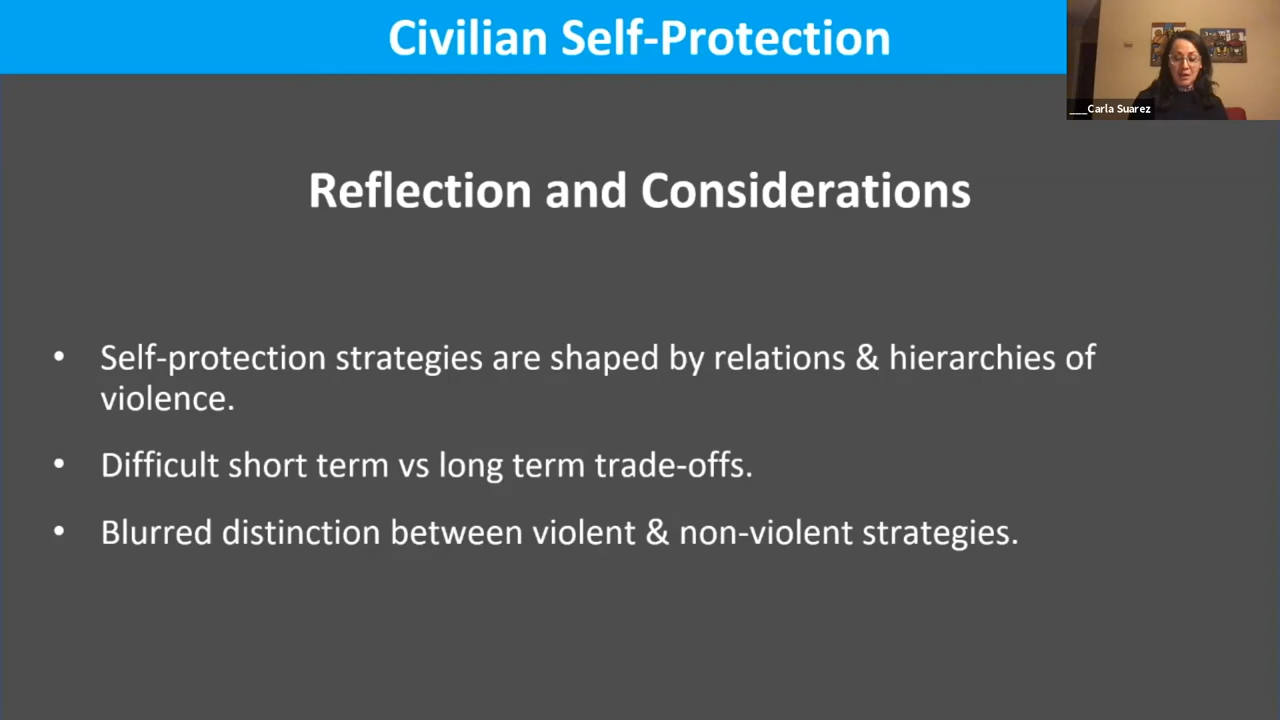 Civilian Self-Protection
___Carla Suarez
Reflection and Considerations
• Self-protection strategies are shaped by relations & hierarchies of
violence.
• Difficult short term vs long term trade-offs.
• Blurred distinction between violent & non-violent strategies.